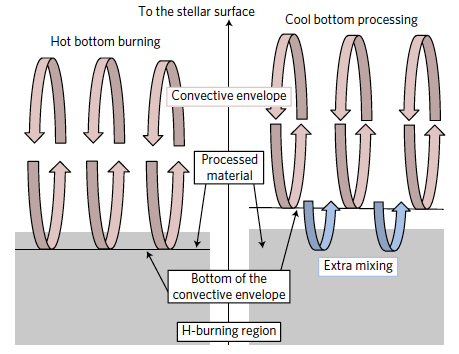 To the stellar surface
Hot bottom burning
Cool bottom processing
Convective envelope
Processed
material
Extra mixing
Bottom of the
convective envelope
H-burning region